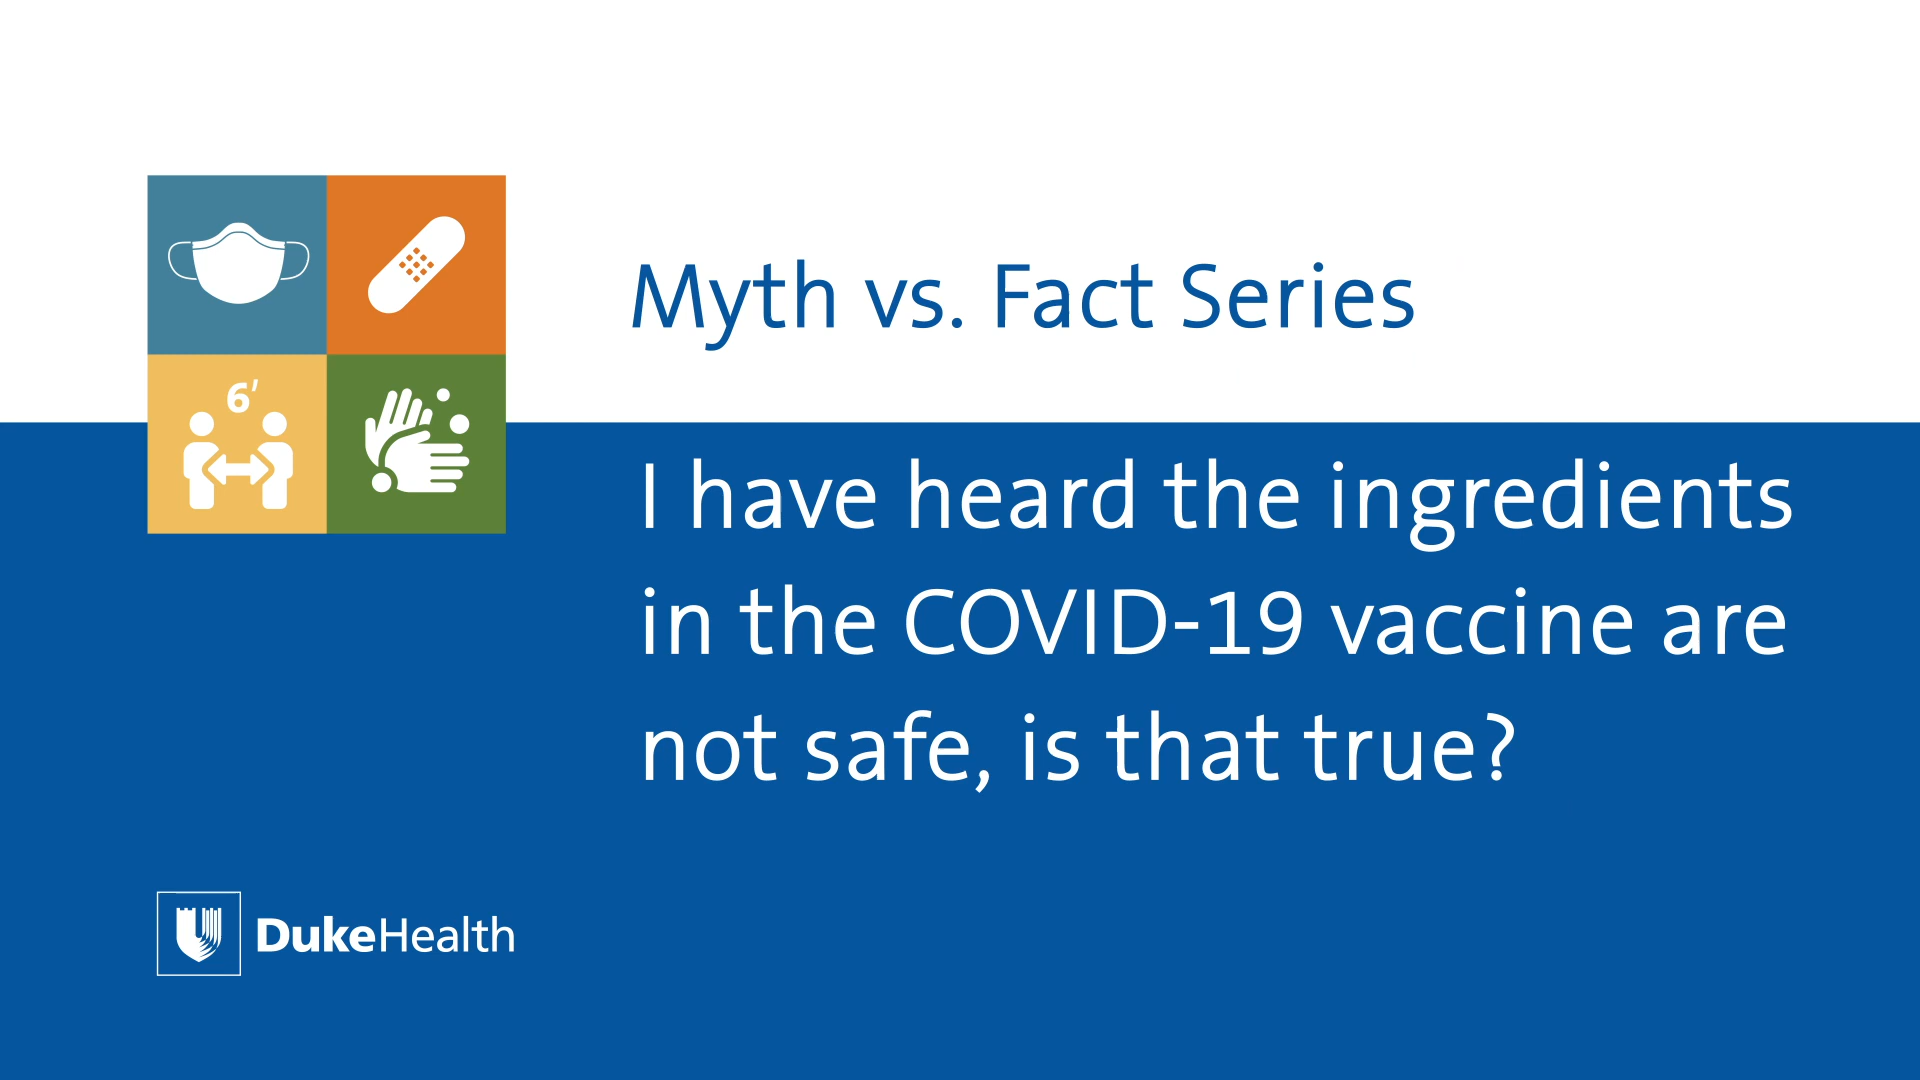 Myth vs. Fact Series
6'
I have heard the ingredients
in the COVID-19 vaccine are
not safe, is that true?
DukeHealth